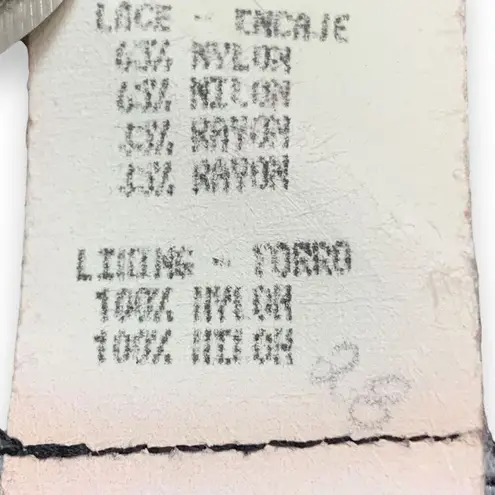 LACE - ENCAJE
65% NYLON
65% NILON
35% RAYON
35% RAYON
LINING - FORRO
100% NYLON
100% NILON